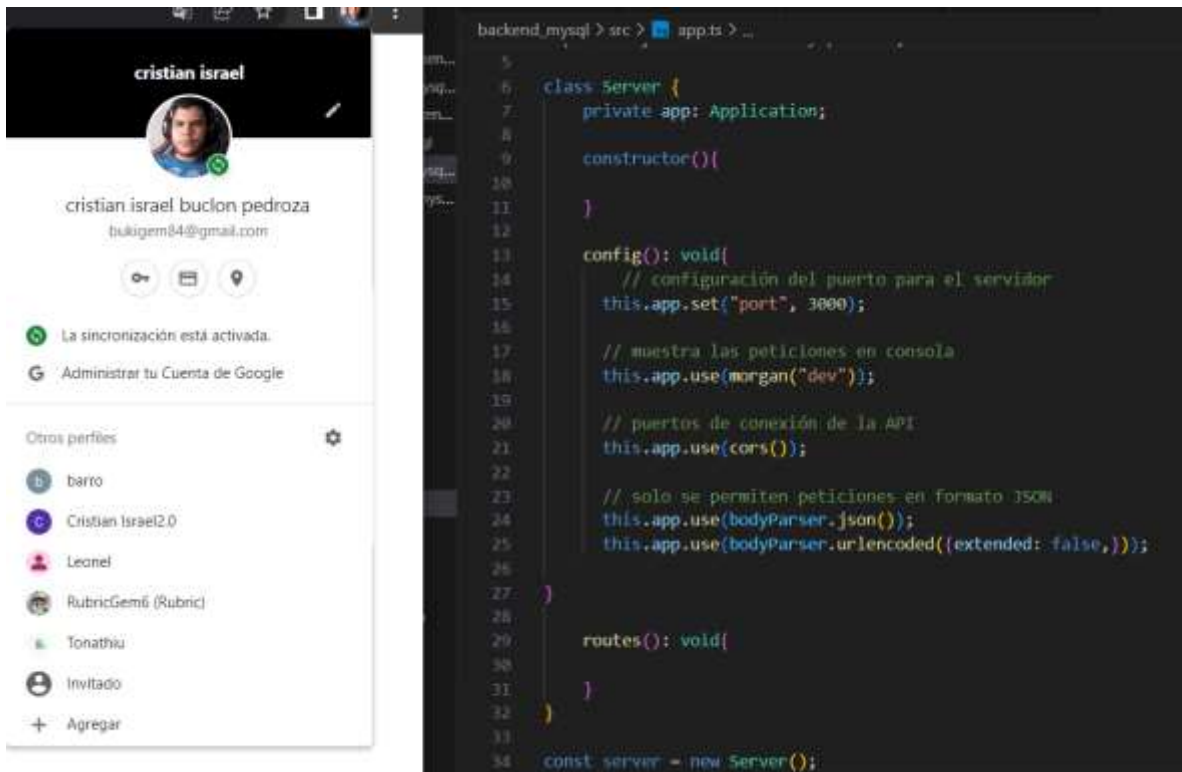 cristian israel
cristian israel buclon pedroza
bukigem84@gmail.com
La sincronización está activada.
Administrar tu Cuenta de Google
Otros perfiles
b barro
C Cristian Israel2.0
Leonel
RubricGem6 (Rubric)
Tonathiu
Invitado
+ Agregar
backend_mysql > src > app.ts > ...
5
6 class Server {
7 private app: Application;
8
9 constructor(){
10
11 }
12
13 config(): void{
14 // configuración del puerto para el servidor
15 this.app.set("port", 3000);
16
17 // muestra las peticiones en consola
18 this.app.use(morgan("dev"));
19
20 // puertos de conexión de la API
21 this.app.use(cors());
22
23 // solo se permiten peticiones en formato JSON
24 this.app.use(bodyParser.json());
25 this.app.use(bodyParser.urlencoded({extended: false,}));
26
27 }
28
29 routes(): void{
30
31 }
32 }
33
34 const server = new Server();